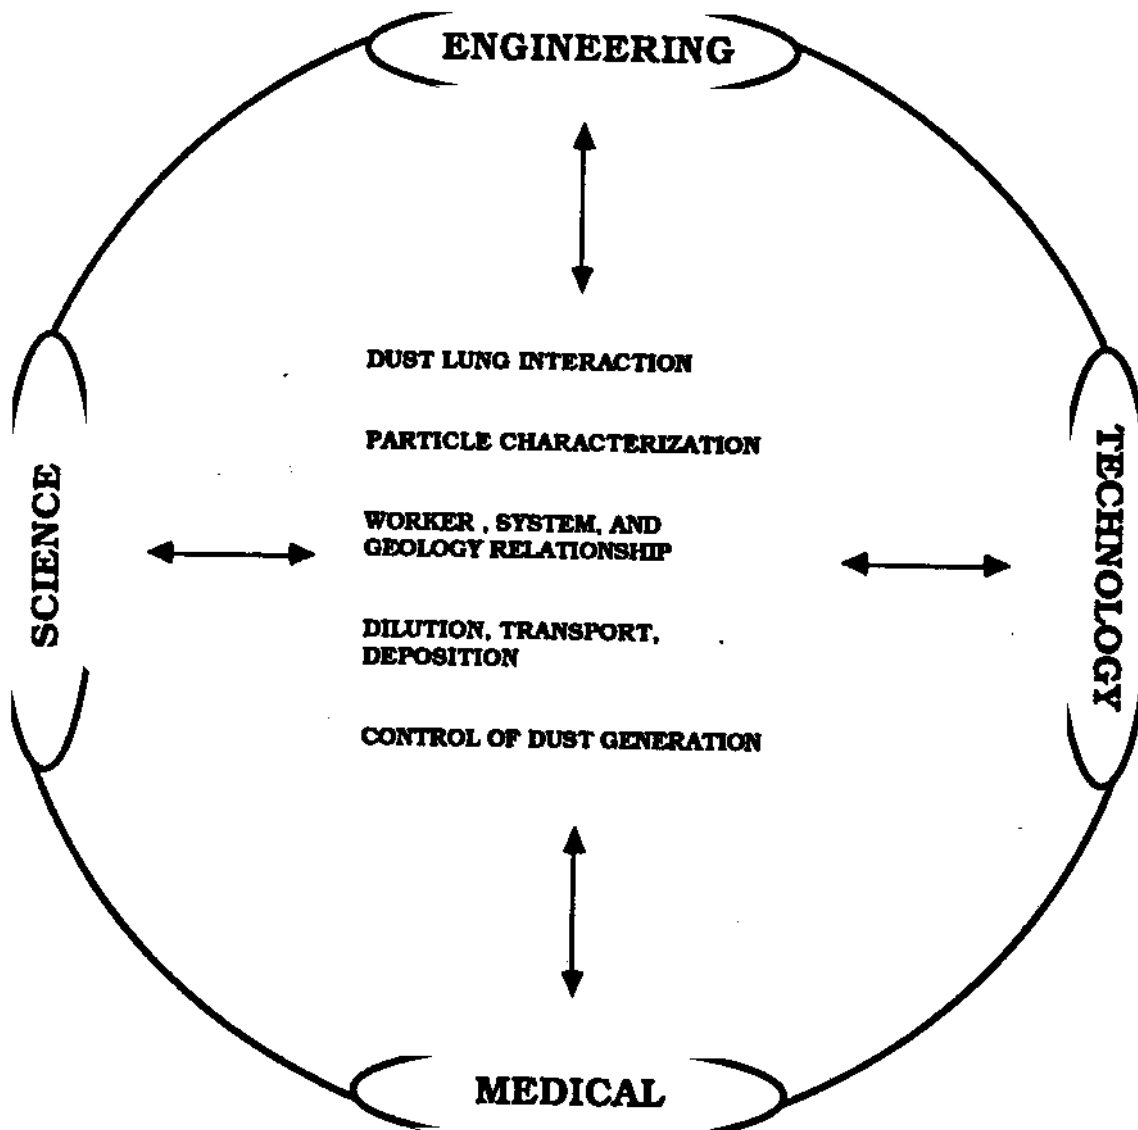 ENGINEERING
DUST LUNG INTERACTION
PARTICLE CHARACTERIZATION
WORKER , SYSTEM, AND
GEOLOGY RELATIONSHIP
DILUTION, TRANSPORT,
DEPOSITION
CONTROL OF DUST GENERATION
SCIENCE
TECHNOLOGY
MEDICAL